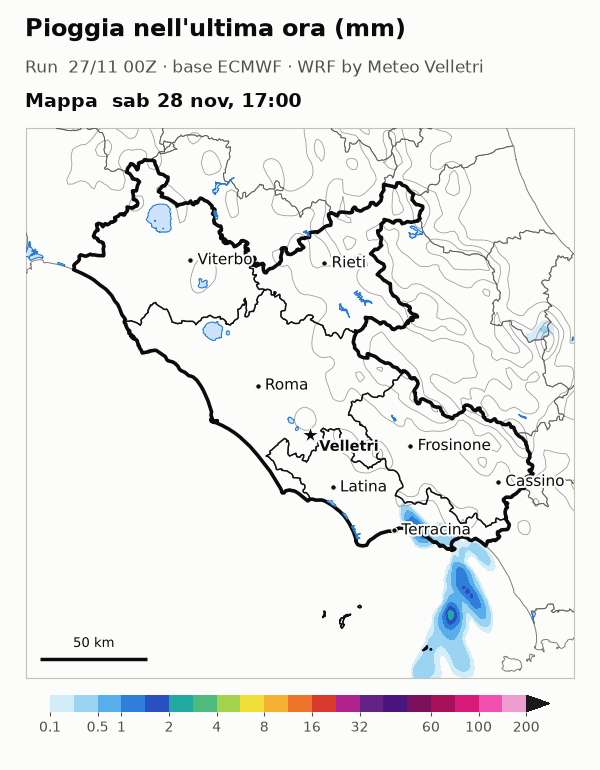 Pioggia nell'ultima ora (mm)
Run  27/11 00Z · base ECMWF · WRF by Meteo Velletri
Mappa  sab 28 nov, 17:00
Viterbo
Rieti
Roma
Velletri
Frosinone
Cassino
Latina
Terracina
50 km
0.1 0.5 1 2 4 8 16 32 60 100 200